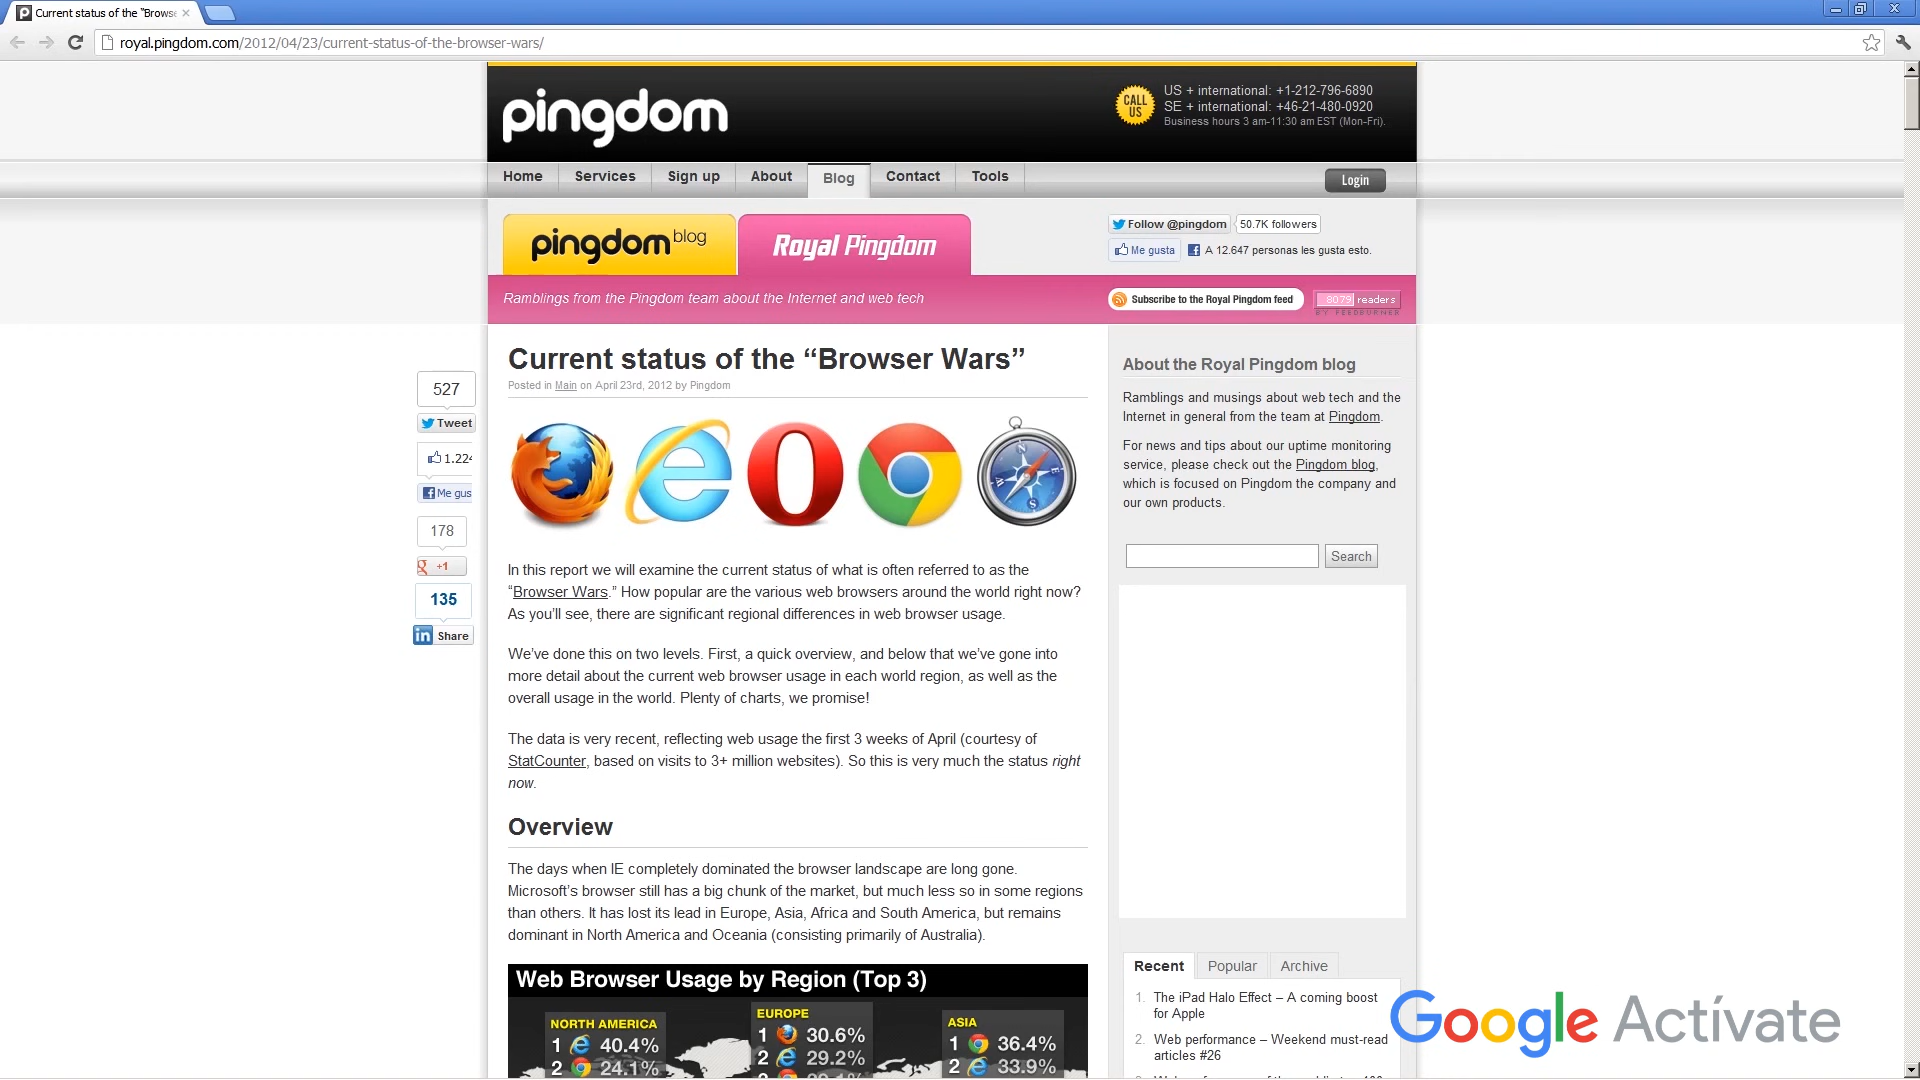 Current status of the “Brows
royal.pingdom.com/2012/04/23/current-status-of-the-browser-wars/
pingdom
CALL US
US + international: +1-212-796-6890
SE + international: +46-21-480-0920
Business hours 3 am-11:30 am EST (Mon-Fri).
Home Services Sign up About Blog Contact Tools
Login
pingdom blog
Royal Pingdom
Follow @pingdom 50.7K followers
Me gusta A 12.647 personas les gusta esto.
Ramblings from the Pingdom team about the Internet and web tech
Subscribe to the Royal Pingdom feed
8079 readers
BY FEEDBURNER
527
Tweet
1.224
Me gus
178
+1
135
in Share
Current status of the “Browser Wars”
Posted in Main on April 23rd, 2012 by Pingdom
In this report we will examine the current status of what is often referred to as the
“Browser Wars.” How popular are the various web browsers around the world right now?
As you’ll see, there are significant regional differences in web browser usage.
We’ve done this on two levels. First, a quick overview, and below that we’ve gone into
more detail about the current web browser usage in each world region, as well as the
overall usage in the world. Plenty of charts, we promise!
The data is very recent, reflecting web usage the first 3 weeks of April (courtesy of
StatCounter, based on visits to 3+ million websites). So this is very much the status right
now.
Overview
The days when IE completely dominated the browser landscape are long gone.
Microsoft’s browser still has a big chunk of the market, but much less so in some regions
than others. It has lost its lead in Europe, Asia, Africa and South America, but remains
dominant in North America and Oceania (consisting primarily of Australia).
Web Browser Usage by Region (Top 3)
NORTH AMERICA
1 40.4%
2 24.1%
EUROPE
1 30.6%
2 29.2%
ASIA
1 36.4%
2 33.9%
About the Royal Pingdom blog
Ramblings and musings about web tech and the
Internet in general from the team at Pingdom.
For news and tips about our uptime monitoring
service, please check out the Pingdom blog,
which is focused on Pingdom the company and
our own products.
Search
Recent Popular Archive
1. The iPad Halo Effect – A coming boost
for Apple
2. Web performance – Weekend must-read
articles #26
Google Actívate